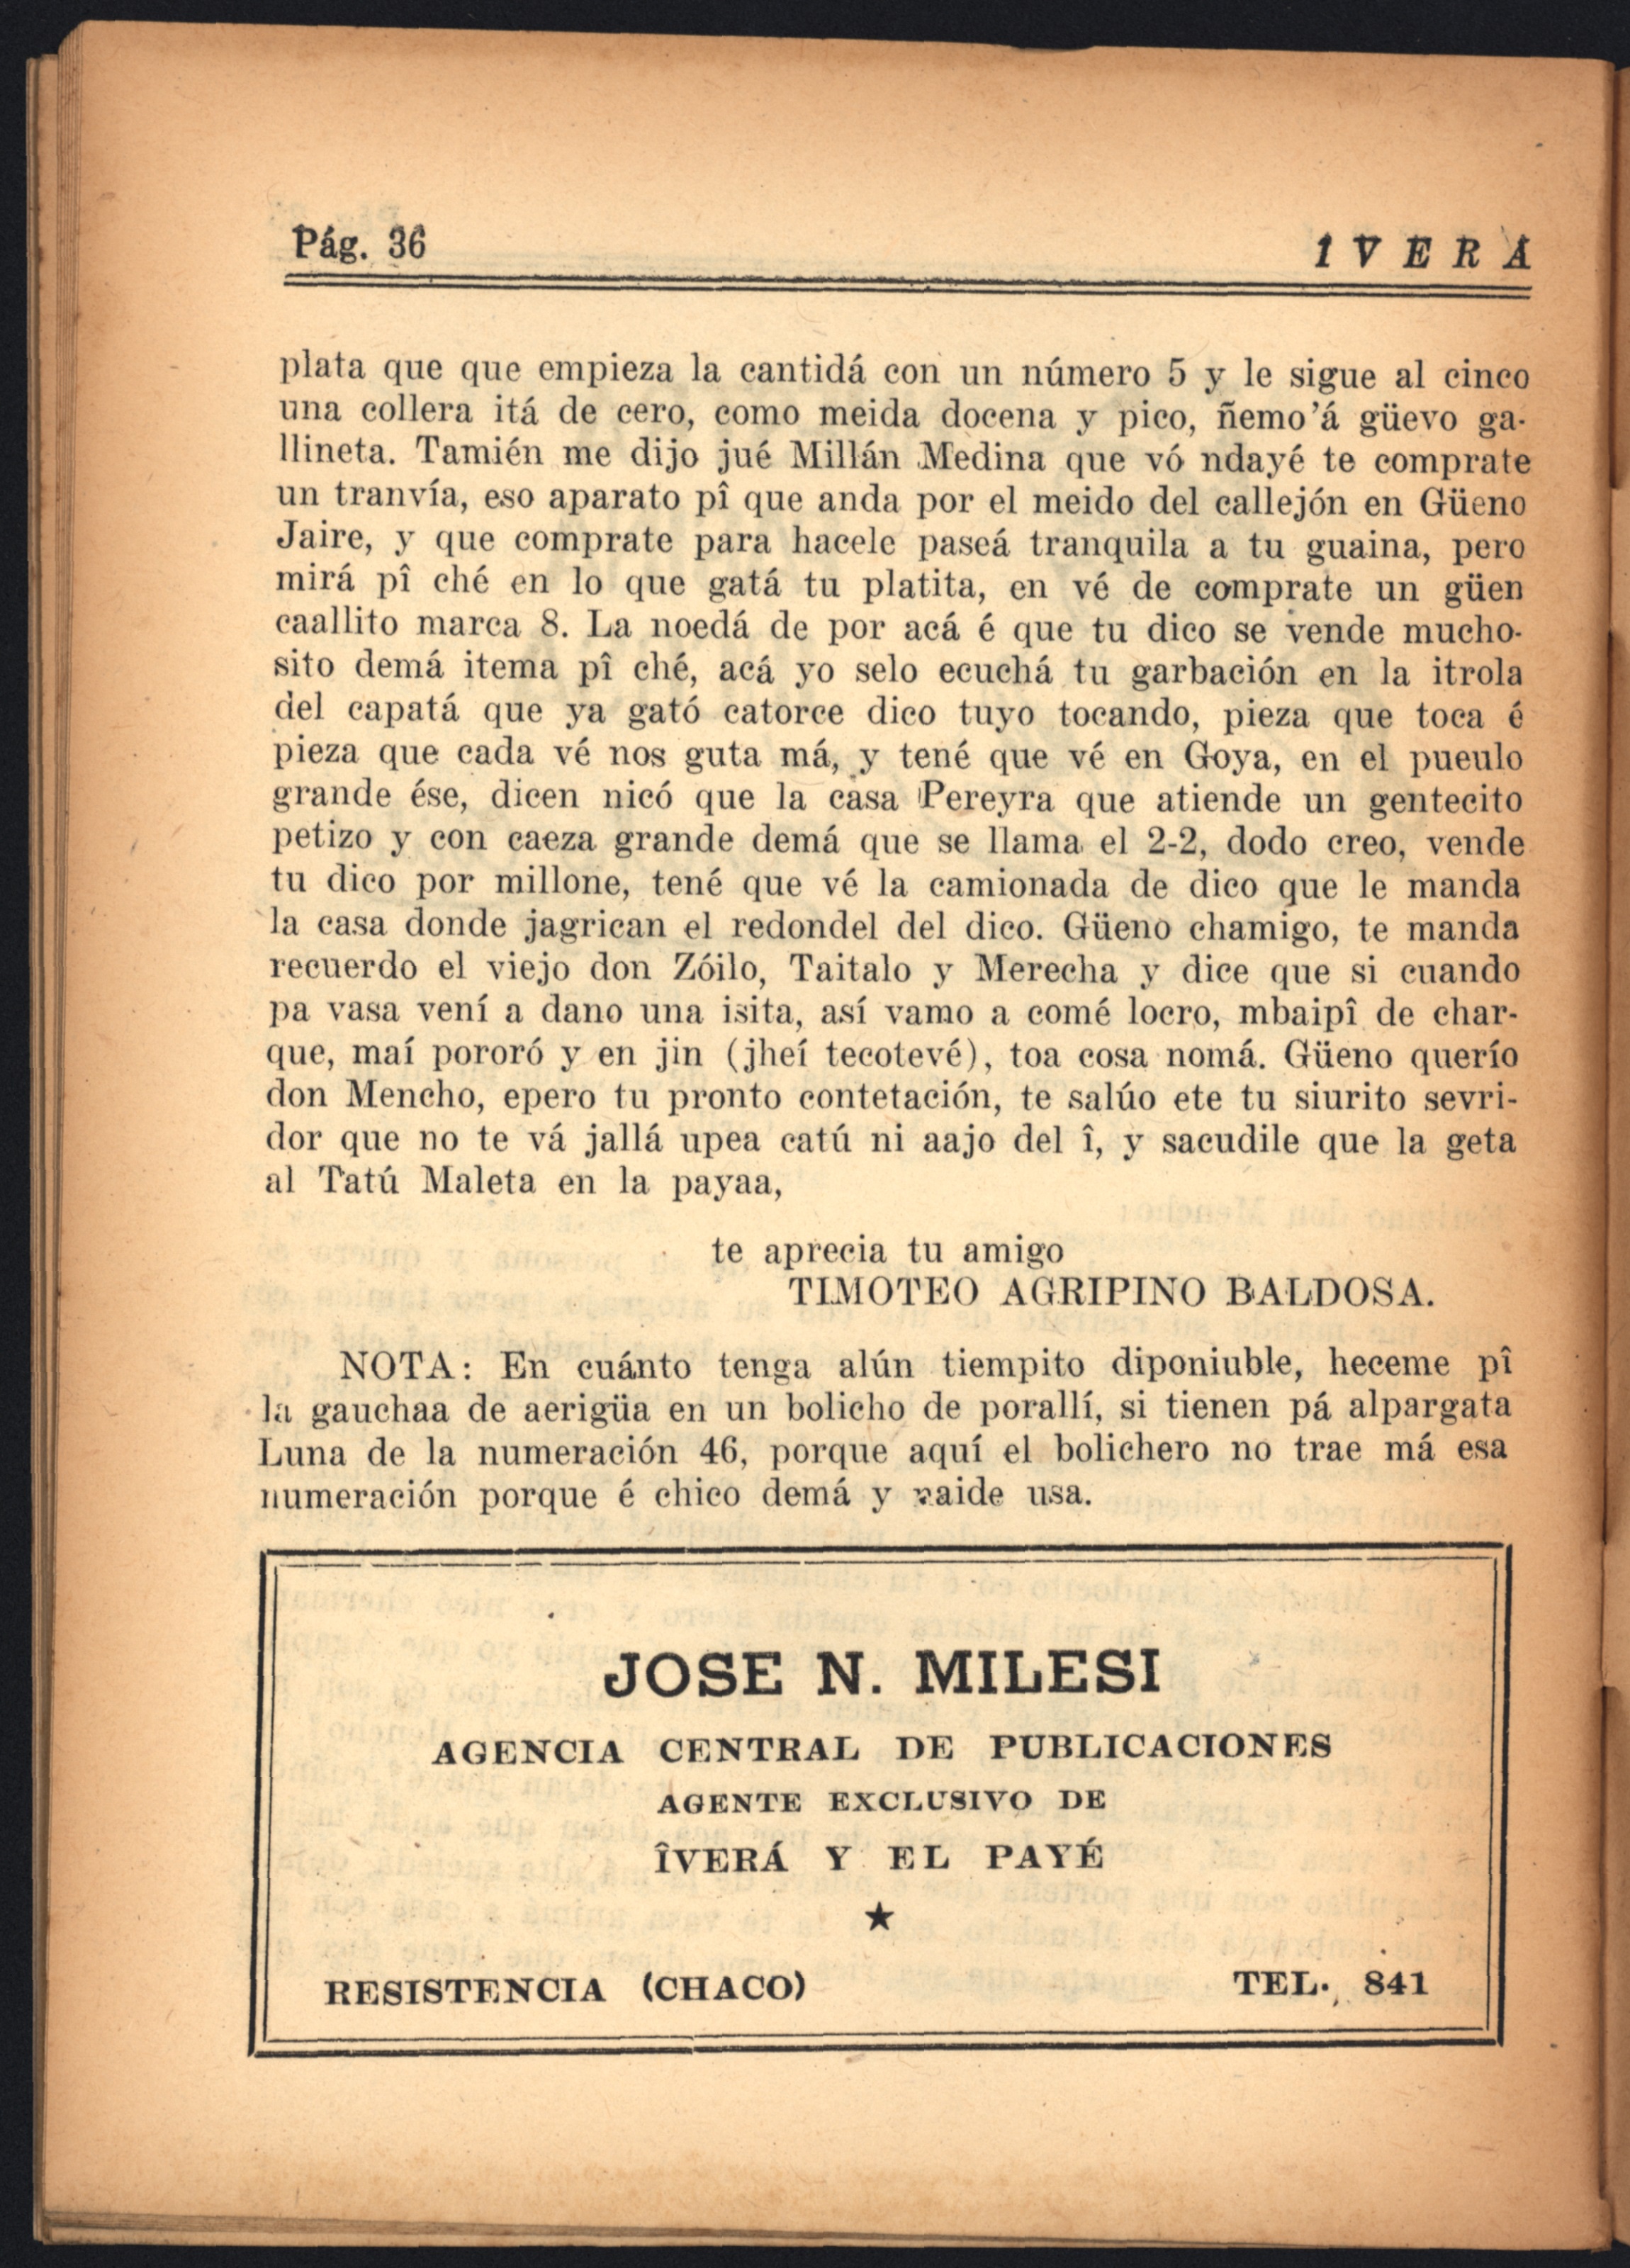 Pág. 36
1 V E R A
plata que que empieza la cantidá con un número 5 y le sigue al cinco
una collera itá de cero, como meida docena y pico, ñemo'á güevo ga-
llineta. Tamién me dijo jué Millán Medina que vó ndayé te comprate
un tranvía, eso aparato pî que anda por el meido del callejón en Güeno
Jaire, y que comprate para hacele paseá tranquila a tu guaina, pero
mirá pî ché en lo que gatá tu platita, en vé de comprate un güen
caallito marca 8. La noedá de por acá é que tu dico se vende mucho-
sito demá itema pî ché, acá yo selo ecuchá tu garbación en la itrola
del capatá que ya gató catorce dico tuyo tocando, pieza que toca é
pieza que cada vé nos guta má, y tené que vé en Goya, en el pueulo
grande ése, dicen nicó que la casa Pereyra que atiende un gentecito
petizo y con caeza grande demá que se llama el 2-2, dodo creo, vende
tu dico por millone, tené que vé la camionada de dico que le manda
la casa donde jagrican el redondel del dico. Güeno chamigo, te manda
recuerdo el viejo don Zóilo, Taitalo y Merecha y dice que si cuando
pa vasa vení a dano una isita, así vamo a comé locro, mbaipî de char-
que, maí pororó y en jin (jheí tecotevé), toa cosa nomá. Güeno querío
don Mencho, epero tu pronto contetación, te salúo ete tu siurito sevri-
dor que no te vá jallá upea catú ni aajo del î, y sacudile que la geta
al Tatú Maleta en la payaa,
te aprecia tu amigo
TIMOTEO AGRIPINO BALDOSA.
NOTA: En cuánto tenga alún tiempito diponiuble, heceme pî
la gauchaa de aerigüa en un bolicho de porallí, si tienen pá alpargata
Luna de la numeración 46, porque aquí el bolichero no trae má esa
numeración porque é chico demá y naide usa.
JOSE N. MILESI
AGENCIA CENTRAL DE PUBLICACIONES
AGENTE EXCLUSIVO DE
ÎVERÁ Y EL PAYÉ
★
RESISTENCIA (CHACO)
TEL. 841